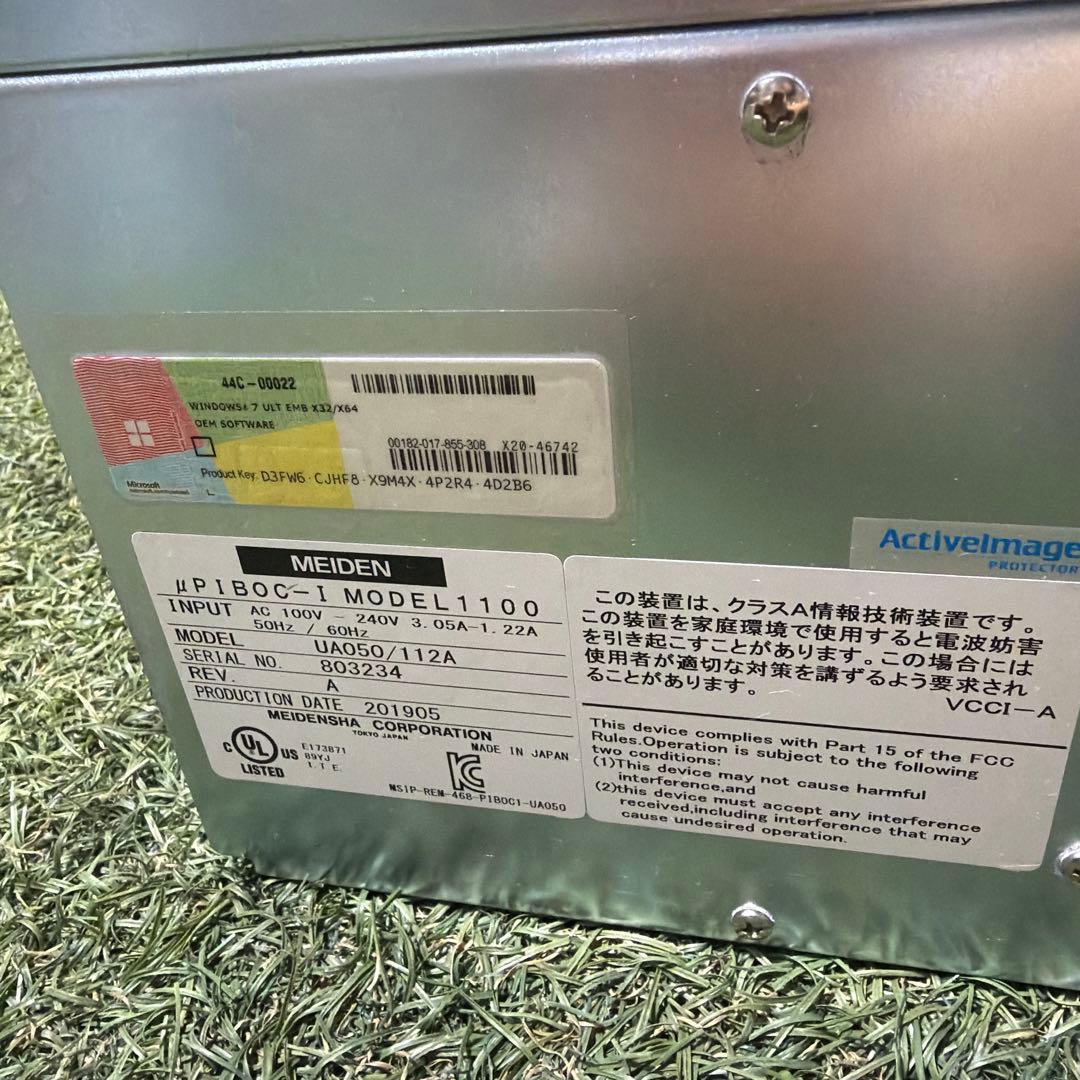 44C-00022
WINDOWS® 7 ULT EMB X32/X64
OEM SOFTWARE
00182-017-855-308 X20-46742
Product Key: D3FW6-CJHF8-X9M4X-4P2R4-4D2B6
Microsoft
L
MEIDEN
μPIBOC-I MODEL1100
INPUT AC 100V - 240V 3.05A-1.22A
50Hz / 60Hz
MODEL UA050/112A
SERIAL NO. 803234
REV. A
PRODUCTION DATE 201905
MEIDENSHA CORPORATION
TOKYO JAPAN
MADE IN JAPAN
C UL US
LISTED
E173871
89YJ
I.T.E.
MSIP-REM-468-PIBOC1-UA050
ActiveImage
PROTECTOR
この装置は、クラスA情報技術装置です。
この装置を家庭環境で使用すると電波妨害
を引き起こすことがあります。この場合には
使用者が適切な対策を講ずるよう要求され
ることがあります。
VCCI-A
This device complies with Part 15 of the FCC
Rules.Operation is subject to the following
two conditions:
(1)This device may not cause harmful
interference,and
(2)this device must accept any interference
received,including interference that may
cause undesired operation.